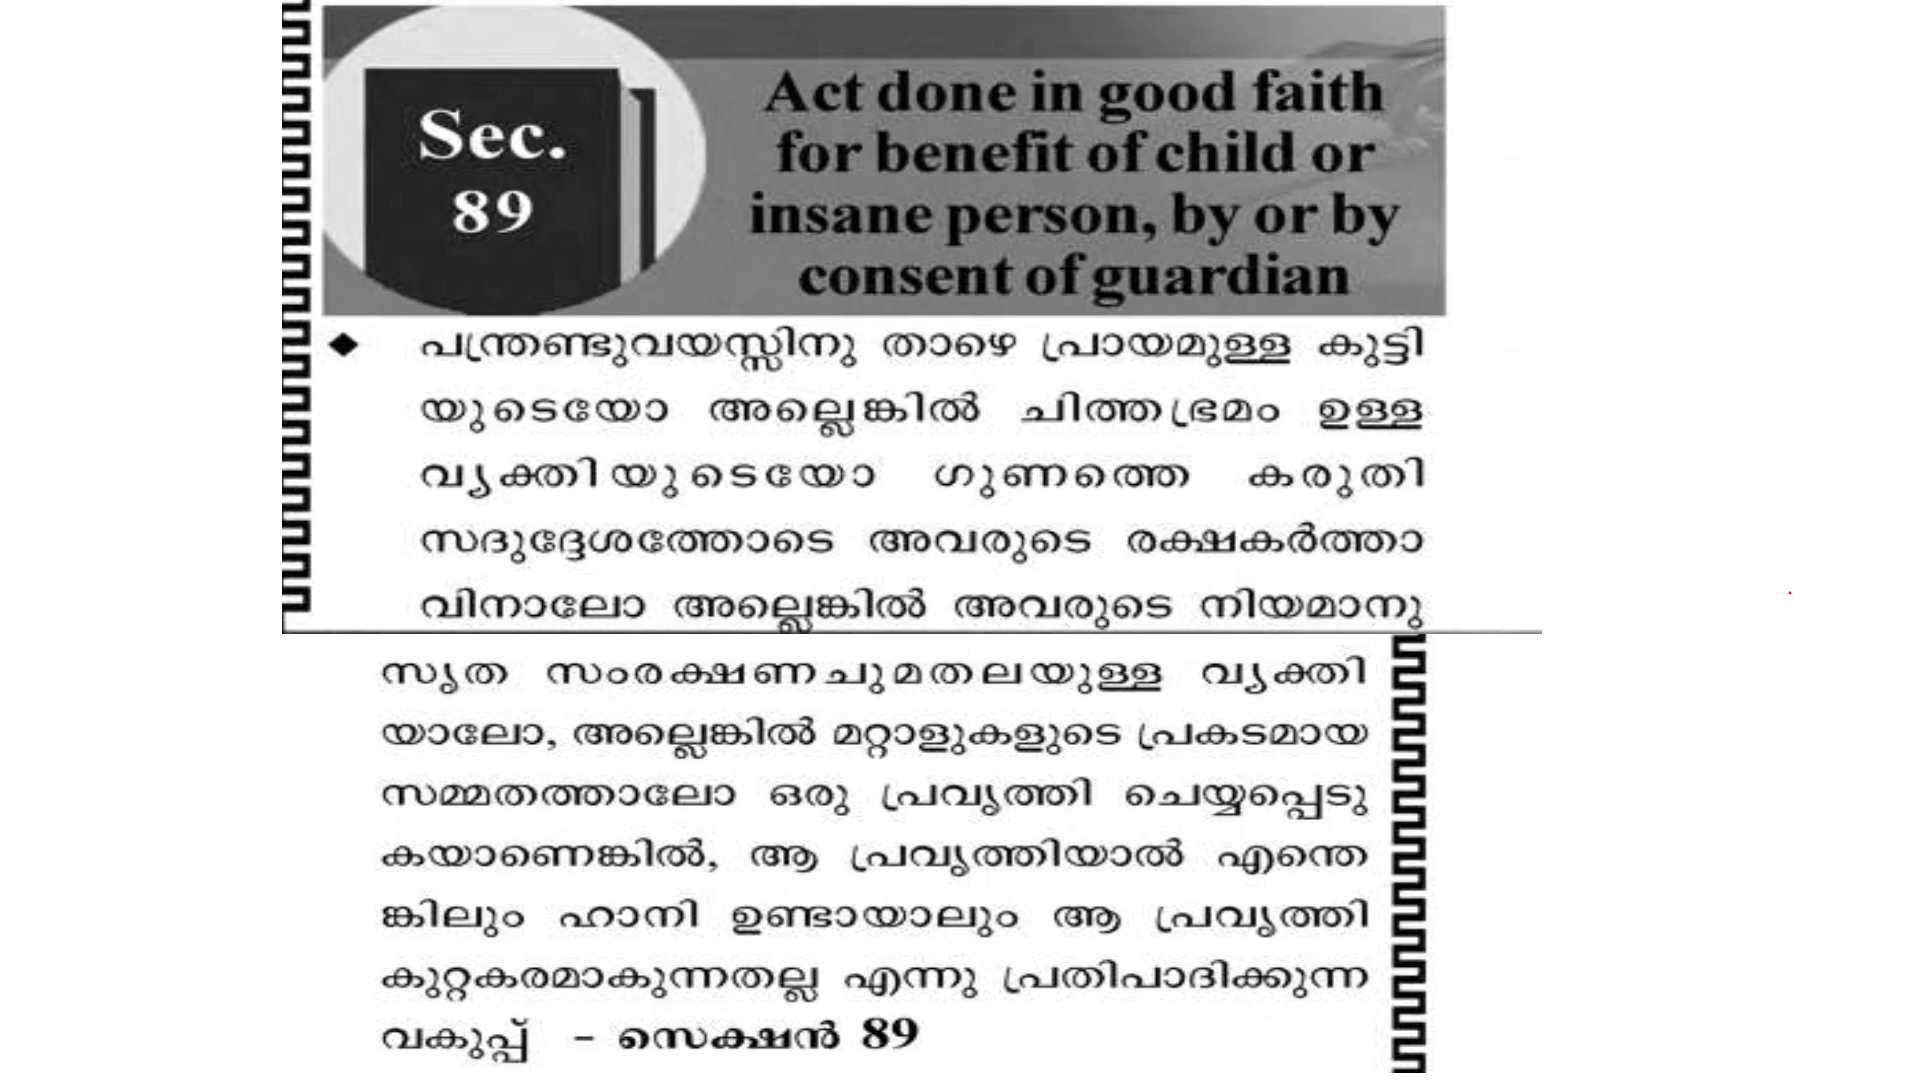 Sec.
89
Act done in good faith
for benefit of child or
insane person, by or by
consent of guardian
◆ പന്ത്രണ്ടുവയസ്സിനു താഴെ പ്രായമുള്ള കുട്ടി
യുടെയോ അല്ലെങ്കിൽ ചിത്തഭ്രമം ഉള്ള
വ്യക്തിയുടെയോ ഗുണത്തെ കരുതി
സദുദ്ദേശത്തോടെ അവരുടെ രക്ഷകർത്താ
വിനാലോ അല്ലെങ്കിൽ അവരുടെ നിയമാനു
സൃത സംരക്ഷണചുമതലയുള്ള വ്യക്തി
യാലോ, അല്ലെങ്കിൽ മറ്റാളുകളുടെ പ്രകടമായ
സമ്മതത്താലോ ഒരു പ്രവൃത്തി ചെയ്യപ്പെടു
കയാണെങ്കിൽ, ആ പ്രവൃത്തിയാൽ എന്തെ
ങ്കിലും ഹാനി ഉണ്ടായാലും ആ പ്രവൃത്തി
കുറ്റകരമാകുന്നതല്ല എന്നു പ്രതിപാദിക്കുന്ന
വകുപ്പ് - സെക്ഷൻ 89